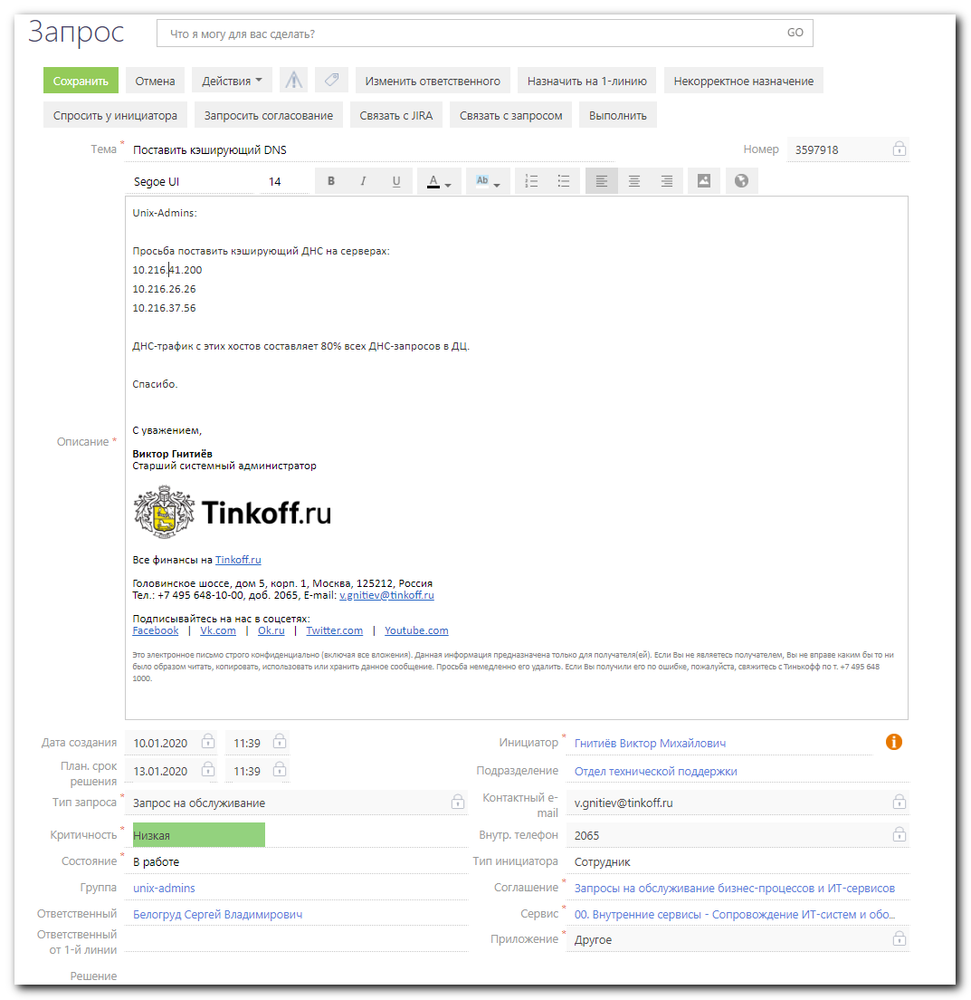 Запрос
Что я могу для вас сделать?
GO
Сохранить
Отмена
Действия
Изменить ответственного
Назначить на 1-линию
Некорректное назначение
Спросить у инициатора
Запросить согласование
Связать с JIRA
Связать с запросом
Выполнить
Тема *
Поставить кэширующий DNS
Номер
3597918
Segoe UI
14
B
I
U
A
Ab
Описание *
Unix-Admins:
Просьба поставить кэширующий ДНС на серверах:
10.216.41.200
10.216.26.26
10.216.37.56
ДНС-трафик с этих хостов составляет 80% всех ДНС-запросов в ДЦ.
Спасибо.
С уважением,
Виктор Гнитиёв
Старший системный администратор
Tinkoff.ru
Все финансы на Tinkoff.ru
Головинское шоссе, дом 5, корп. 1, Москва, 125212, Россия
Тел.: +7 495 648-10-00, доб. 2065, E-mail: v.gnitiev@tinkoff.ru
Подписывайтесь на нас в соцсетях:
Facebook | Vk.com | Ok.ru | Twitter.com | Youtube.com
Это электронное письмо строго конфиденциально (включая все вложения). Данная информация предназначена только для получателя(ей). Если Вы не являетесь получателем, Вы не вправе каким бы то ни
было образом читать, копировать, использовать или хранить данное сообщение. Просьба немедленно его удалить. Если Вы получили его по ошибке, пожалуйста, свяжитесь с Тинькофф по т. +7 495 648
1000.
Дата создания
10.01.2020
11:39
Инициатор *
Гнитиёв Виктор Михайлович
План. срок
решения
13.01.2020
11:39
Подразделение
Отдел технической поддержки
Тип запроса *
Запрос на обслуживание
Контактный e-
mail
v.gnitiev@tinkoff.ru
Критичность *
Низкая
Внутр. телефон
2065
Состояние *
В работе
Тип инициатора
Сотрудник
Группа
unix-admins
Соглашение *
Запросы на обслуживание бизнес-процессов и ИТ-сервисов
Ответственный
Белогруд Сергей Владимирович
Сервис *
00. Внутренние сервисы - Сопровождение ИТ-систем и обо...
Ответственный
от 1-й линии
Приложение *
Другое
Решение